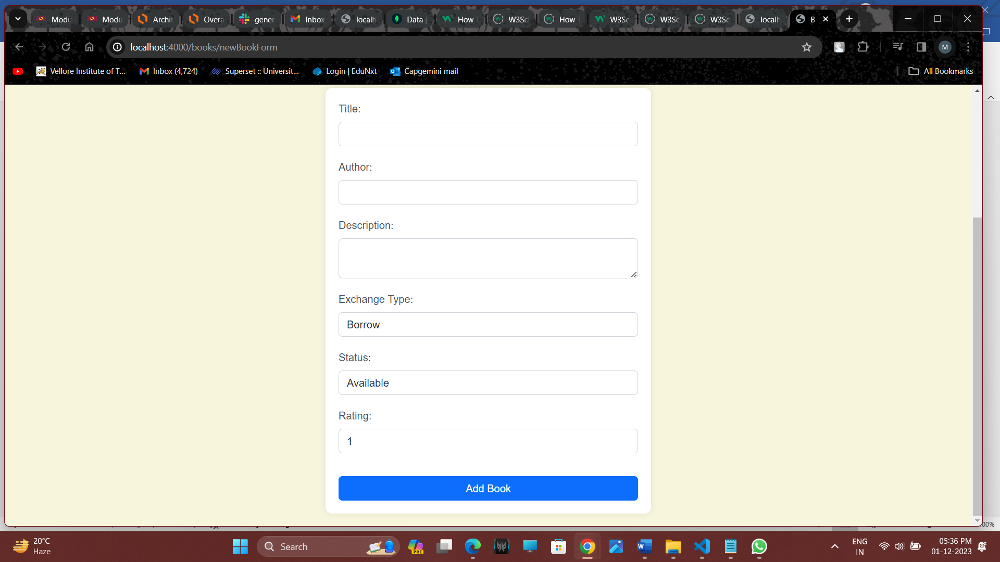 Modu
Modu
Archit
Overa
gener
Inbox
localh
Data |
How T
W3Sc
How T
W3Sc
W3Sc
W3Sc
localh
B
localhost:4000/books/newBookForm
M
Vellore Institute of T...
Inbox (4,724)
Superset :: Universit...
Login | EduNxt
Capgemini mail
All Bookmarks
Title:
Author:
Description:
Exchange Type:
Borrow
Status:
Available
Rating:
1
Add Book
20°C
Haze
Search
PRE
ENG
IN
05:36 PM
01-12-2023